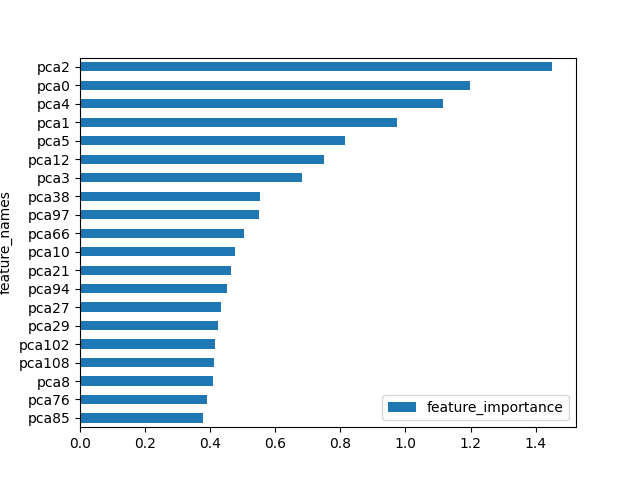 pca2
pca0
pca4
pca1
pca5
pca12
pca3
pca38
pca97
pca66
pca10
pca21
pca94
pca27
pca29
pca102
pca108
pca8
pca76
pca85
feature_names
feature_importance
0.0 0.2 0.4 0.6 0.8 1.0 1.2 1.4